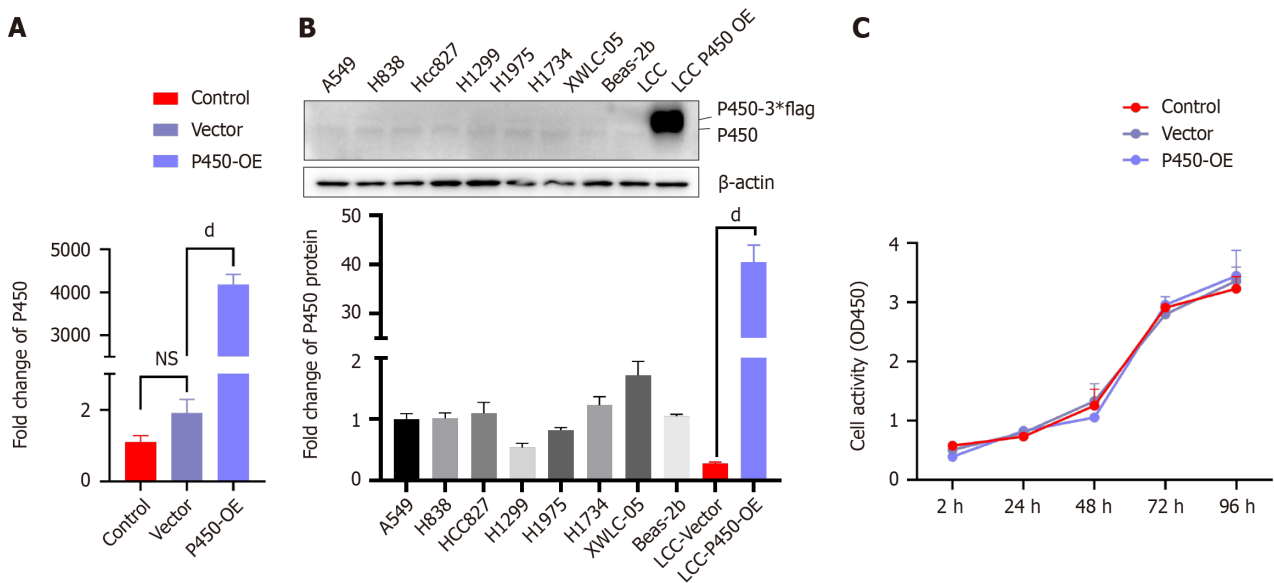 A
Control
Vector
P450-OE
Fold change of P450
5000
4000
3000
2
0
NS
d
Control
Vector
P450-OE
B
A549
H838
Hcc827
H1299
H1975
H1734
XWLC-05
Beas-2b
LCC
LCC P450 OE
P450-3*flag
P450
β-actin
Fold change of P450 protein
50
40
30
2
1
0
d
A549
H838
HCC827
H1299
H1975
H1734
XWLC-05
Beas-2b
LCC-Vector
LCC-P450-OE
C
Control
Vector
P450-OE
Cell activity (OD450)
4
3
2
1
0
2 h
24 h
48 h
72 h
96 h